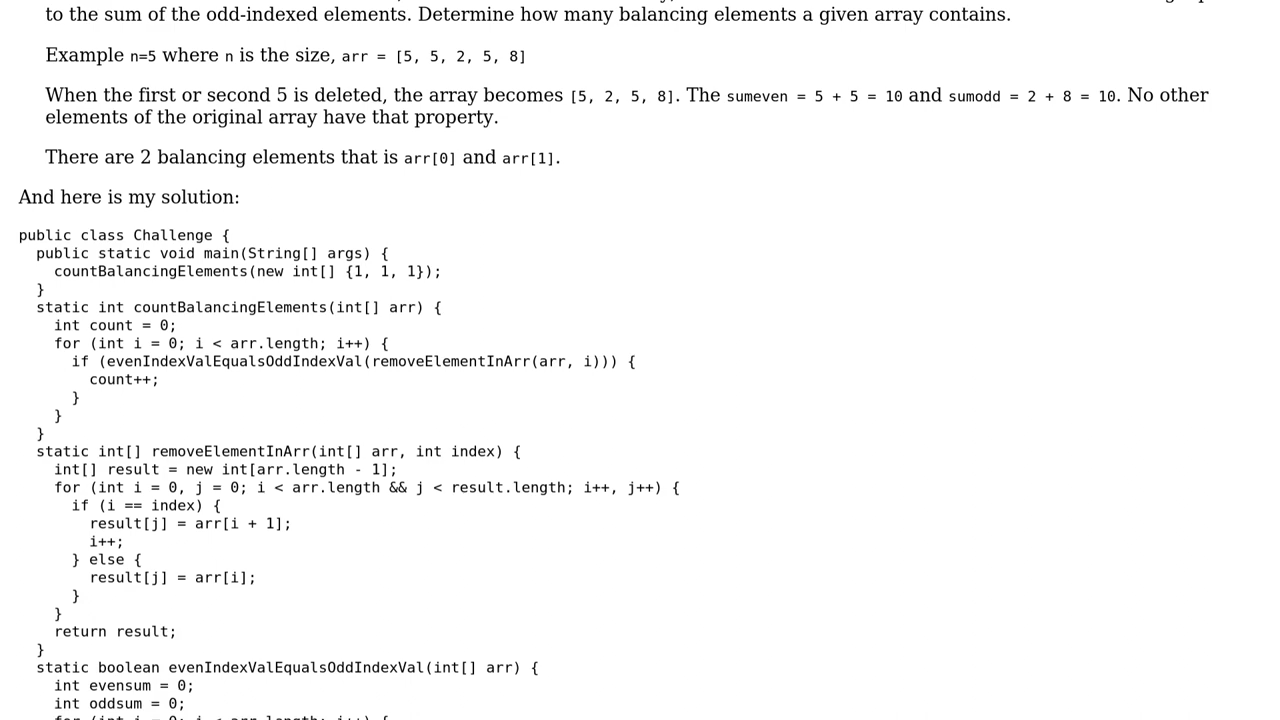 to the sum of the odd-indexed elements. Determine how many balancing elements a given array contains.
Example n=5 where n is the size, arr = [5, 5, 2, 5, 8]
When the first or second 5 is deleted, the array becomes [5, 2, 5, 8]. The sumeven = 5 + 5 = 10 and sumodd = 2 + 8 = 10. No other
elements of the original array have that property.
There are 2 balancing elements that is arr[0] and arr[1].
And here is my solution:
public class Challenge {
  public static void main(String[] args) {
    countBalancingElements(new int[] {1, 1, 1});
  }
  static int countBalancingElements(int[] arr) {
    int count = 0;
    for (int i = 0; i < arr.length; i++) {
      if (evenIndexValEqualsOddIndexVal(removeElementInArr(arr, i))) {
        count++;
      }
    }
  }
  static int[] removeElementInArr(int[] arr, int index) {
    int[] result = new int[arr.length - 1];
    for (int i = 0, j = 0; i < arr.length && j < result.length; i++, j++) {
      if (i == index) {
        result[j] = arr[i + 1];
        i++;
      } else {
        result[j] = arr[i];
      }
    }
    return result;
  }
  static boolean evenIndexValEqualsOddIndexVal(int[] arr) {
    int evensum = 0;
    int oddsum = 0;
    for (int i = 0; i < arr.length; i++) {